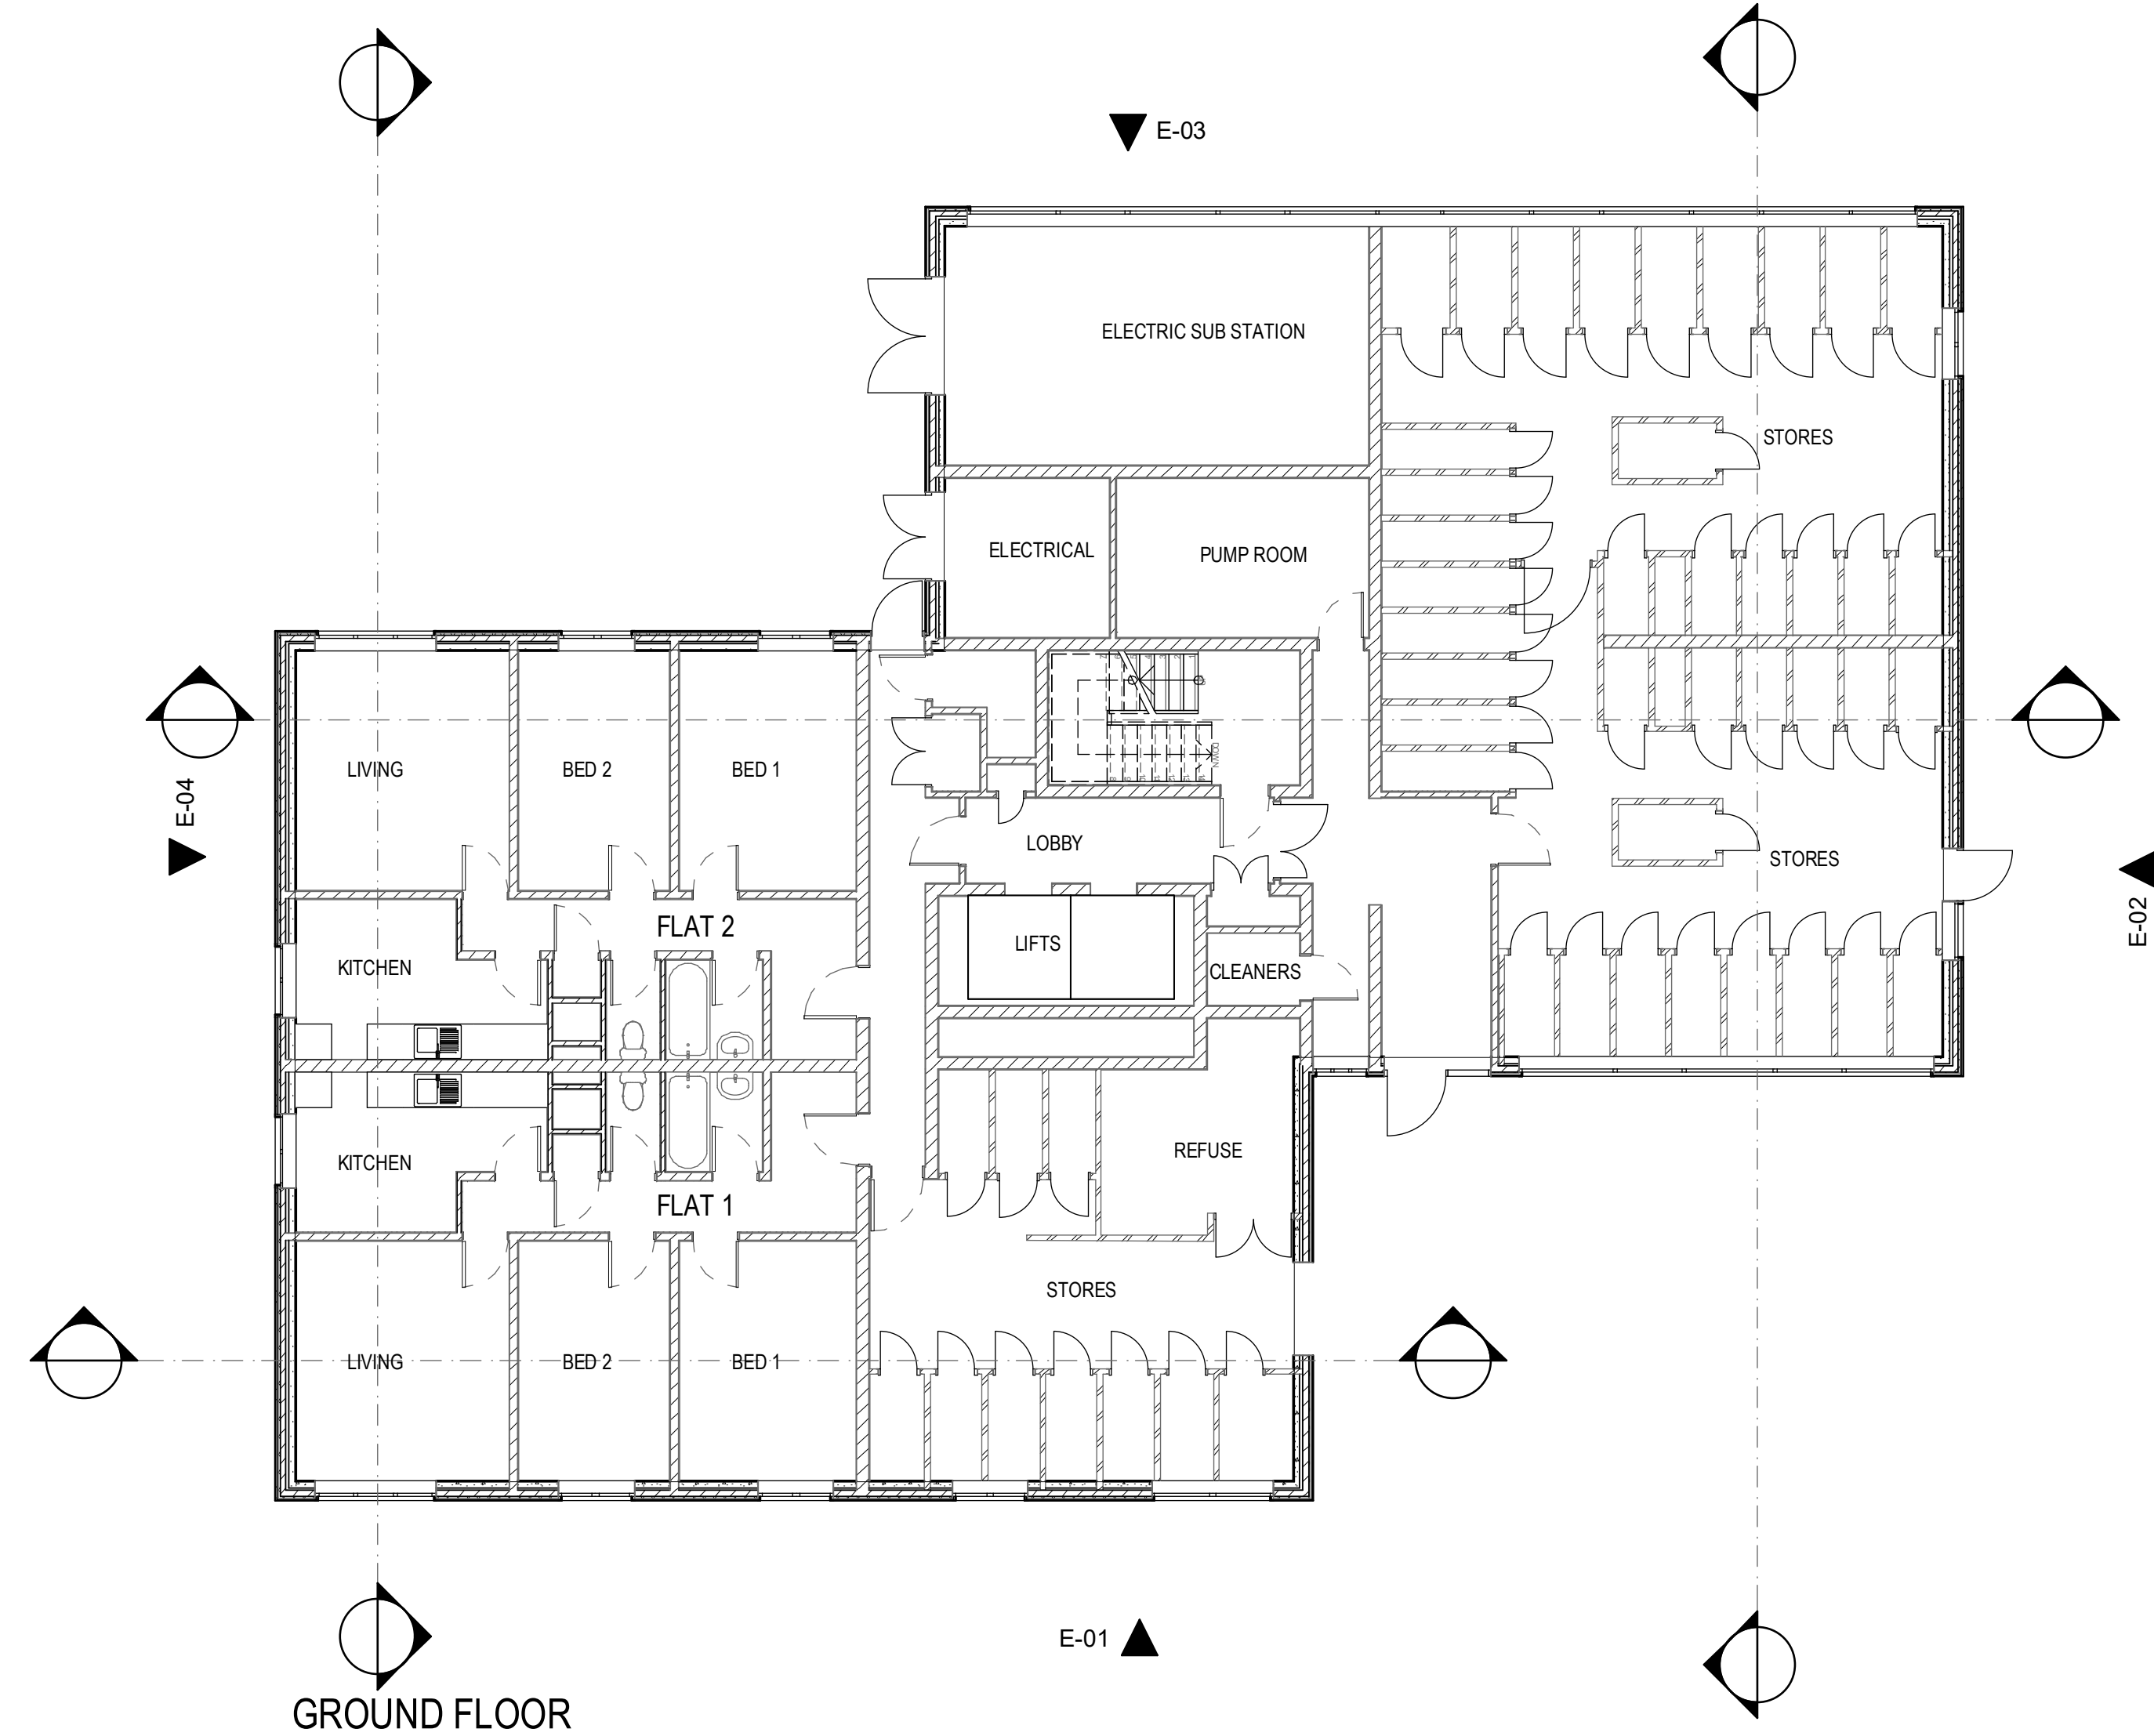 E-03
ELECTRIC SUB STATION
STORES
ELECTRICAL
PUMP ROOM
LIVING
BED 2
BED 1
DOWN
E-04
LOBBY
STORES
FLAT 2
E-02
KITCHEN
LIFTS
CLEANERS
KITCHEN
REFUSE
FLAT 1
STORES
LIVING
BED 2
BED 1
E-01
GROUND FLOOR